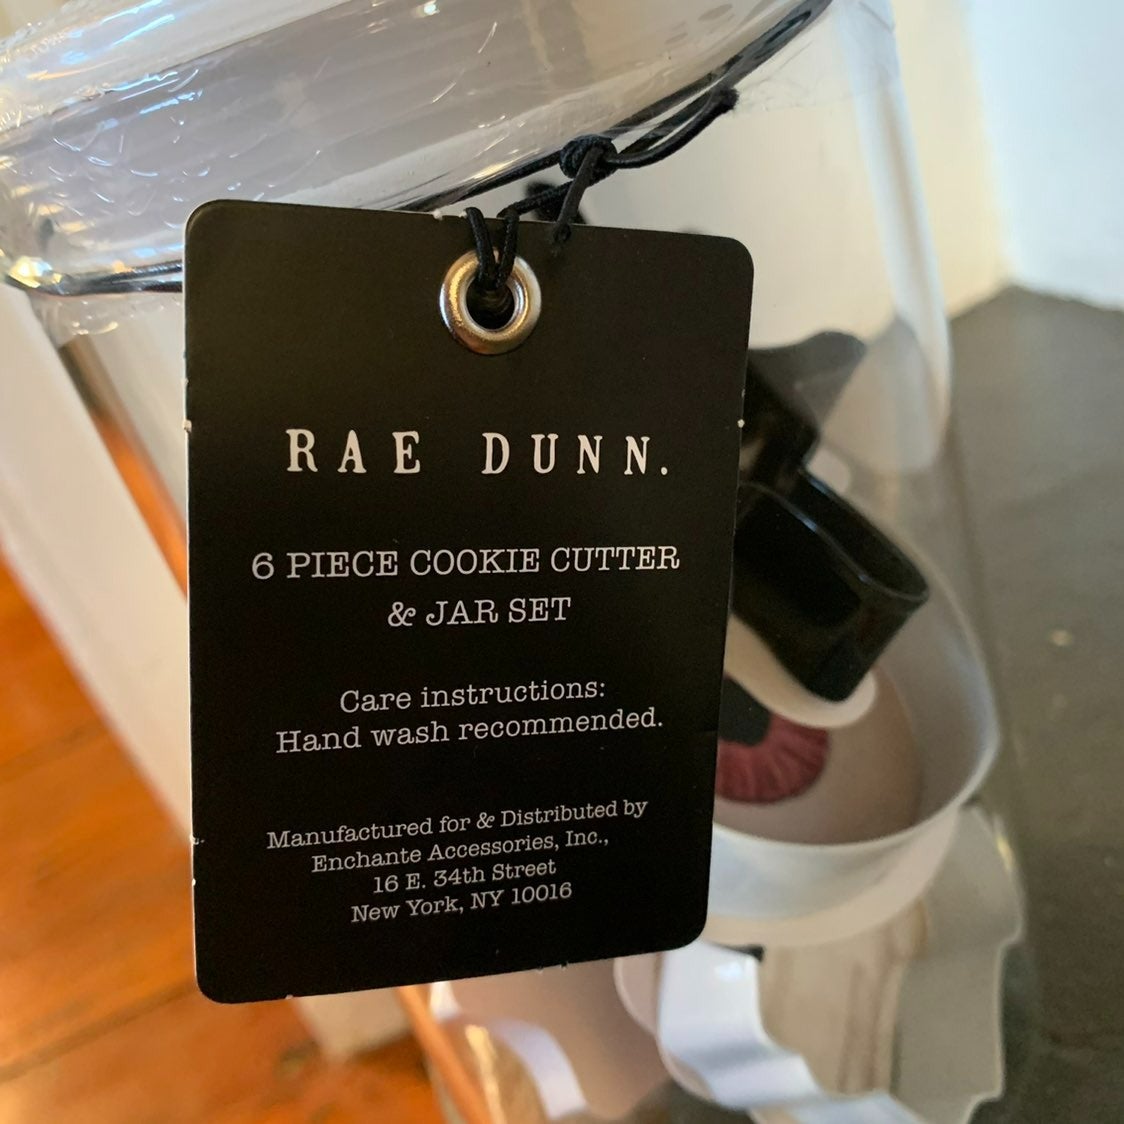 RAE DUNN.
6 PIECE COOKIE CUTTER
& JAR SET
Care instructions:
Hand wash recommended.
Manufactured for & Distributed by
Enchante Accessories, Inc.,
16 E. 34th Street
New York, NY 10016